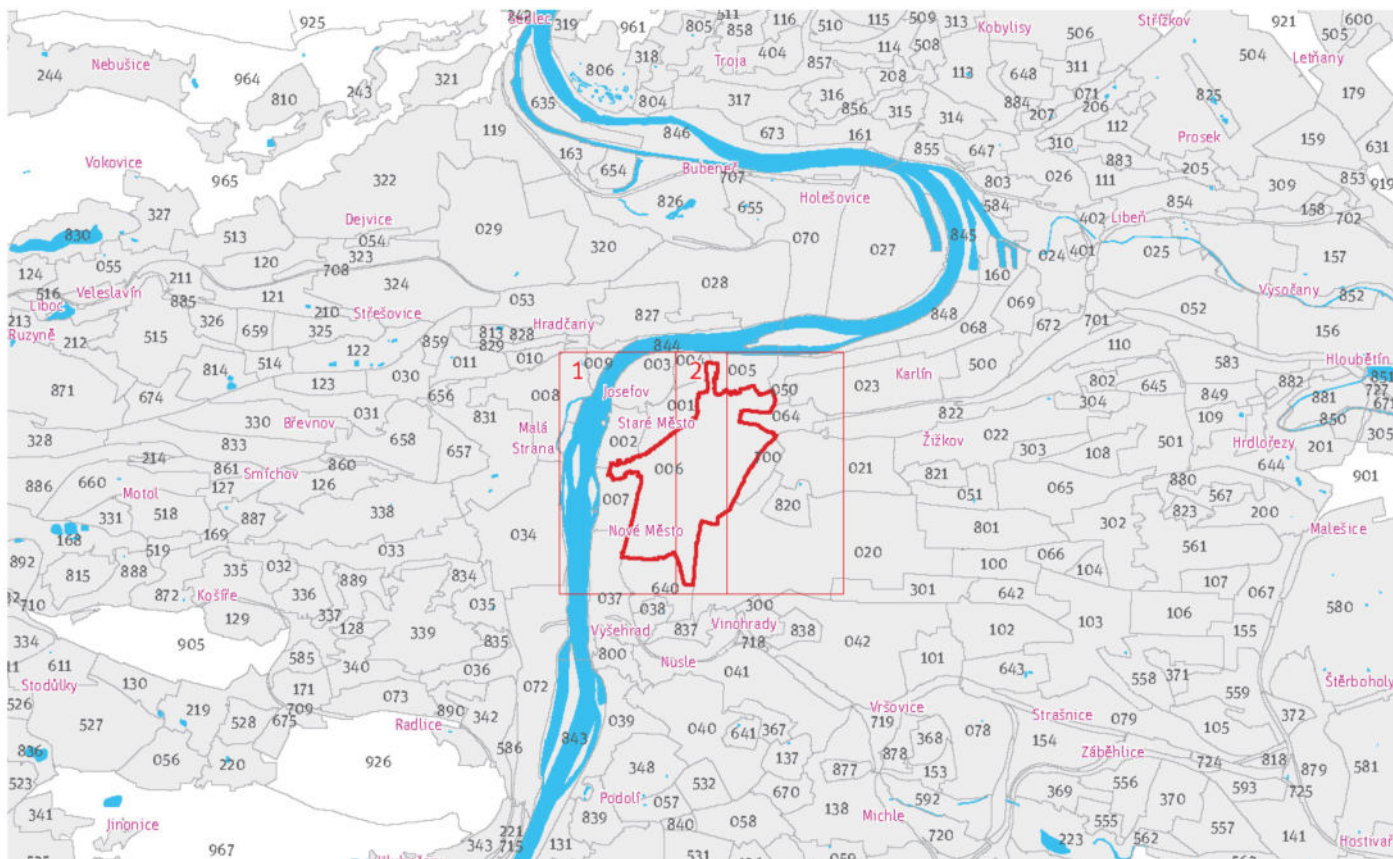 242 Sedlec 319 925 961 805 511 858 116 510 115 509 313 Kobylisy Střížkov 921 600
318 Troja 404 857 114 508 506 504 505 Letňany
Nebušice 244 964 810 243 321 806 208 113 648 311 179
635 804 317 316 856 315 314 884 207 071 206 825
119 846 673 161 310 112 Prosek 159 631
163 855 647 883
Vokovice 965 322 654 Bubeneč 707 803 026 111 205 309 853 919
327 Dejvice 826 655 Holešovice 584 402 Libeň 854 158 702
830 513 054 029 320 070 027 845 024 401 025 157
124 055 211 120 708 323 028 160
516 Veleslavín 885 121 324 053 069 Vysočany 852
Liboc 210 Střešovice 827 848 068 672 701 052 156
213 Ruzyně 212 515 326 659 325 Hradčany 813 828 844 110
514 122 859 011 829 010 009 003 004 005 500 583 Hloubětín
871 814 123 030 1 2 023 Karlín 802 645 882 851
674 656 008 Josefov 001 050 304 849 881 727 671
330 Břevnov 031 831 Malá Strana Staré Město 064 822 109 850
328 833 658 002 Žižkov 022 501 Hrdlořezy 201 305
214 861 Smíchov 860 657 006 700 021 821 303 108 644
886 660 Motol 127 126 007 051 065 880 567 901
331 518 887 338 820 823 200
168 169 034 Nové Město 801 302 Malešice
892 519 033 020 066 561
815 888 335 032 889 834 100 104
710 872 Košíře 336 640 301 642 107 067 580
129 337 035 037 038 300 106
334 905 128 339 835 Vyšehrad 837 Vinohrady 838 042 102 103 155
611 585 340 036 800 Nusle 718 101 643
Stodůlky 130 171 072 041 558 371 Štěrboholy
526 527 219 528 675 709 073 890 342 039 Vršovice 719 Strašnice 079 559 372
Radlice 843 040 641 367 368 078 105
836 056 220 586 878 154 Záběhlice 818
523 926 348 137 877 153 724 879 581
341 532 670 592 369 556 593 725
Jinonice Podolí 057 138 Michle 370
839 840 058 555 557
967 221 343 715 131 720 223 562 141 Hostivař